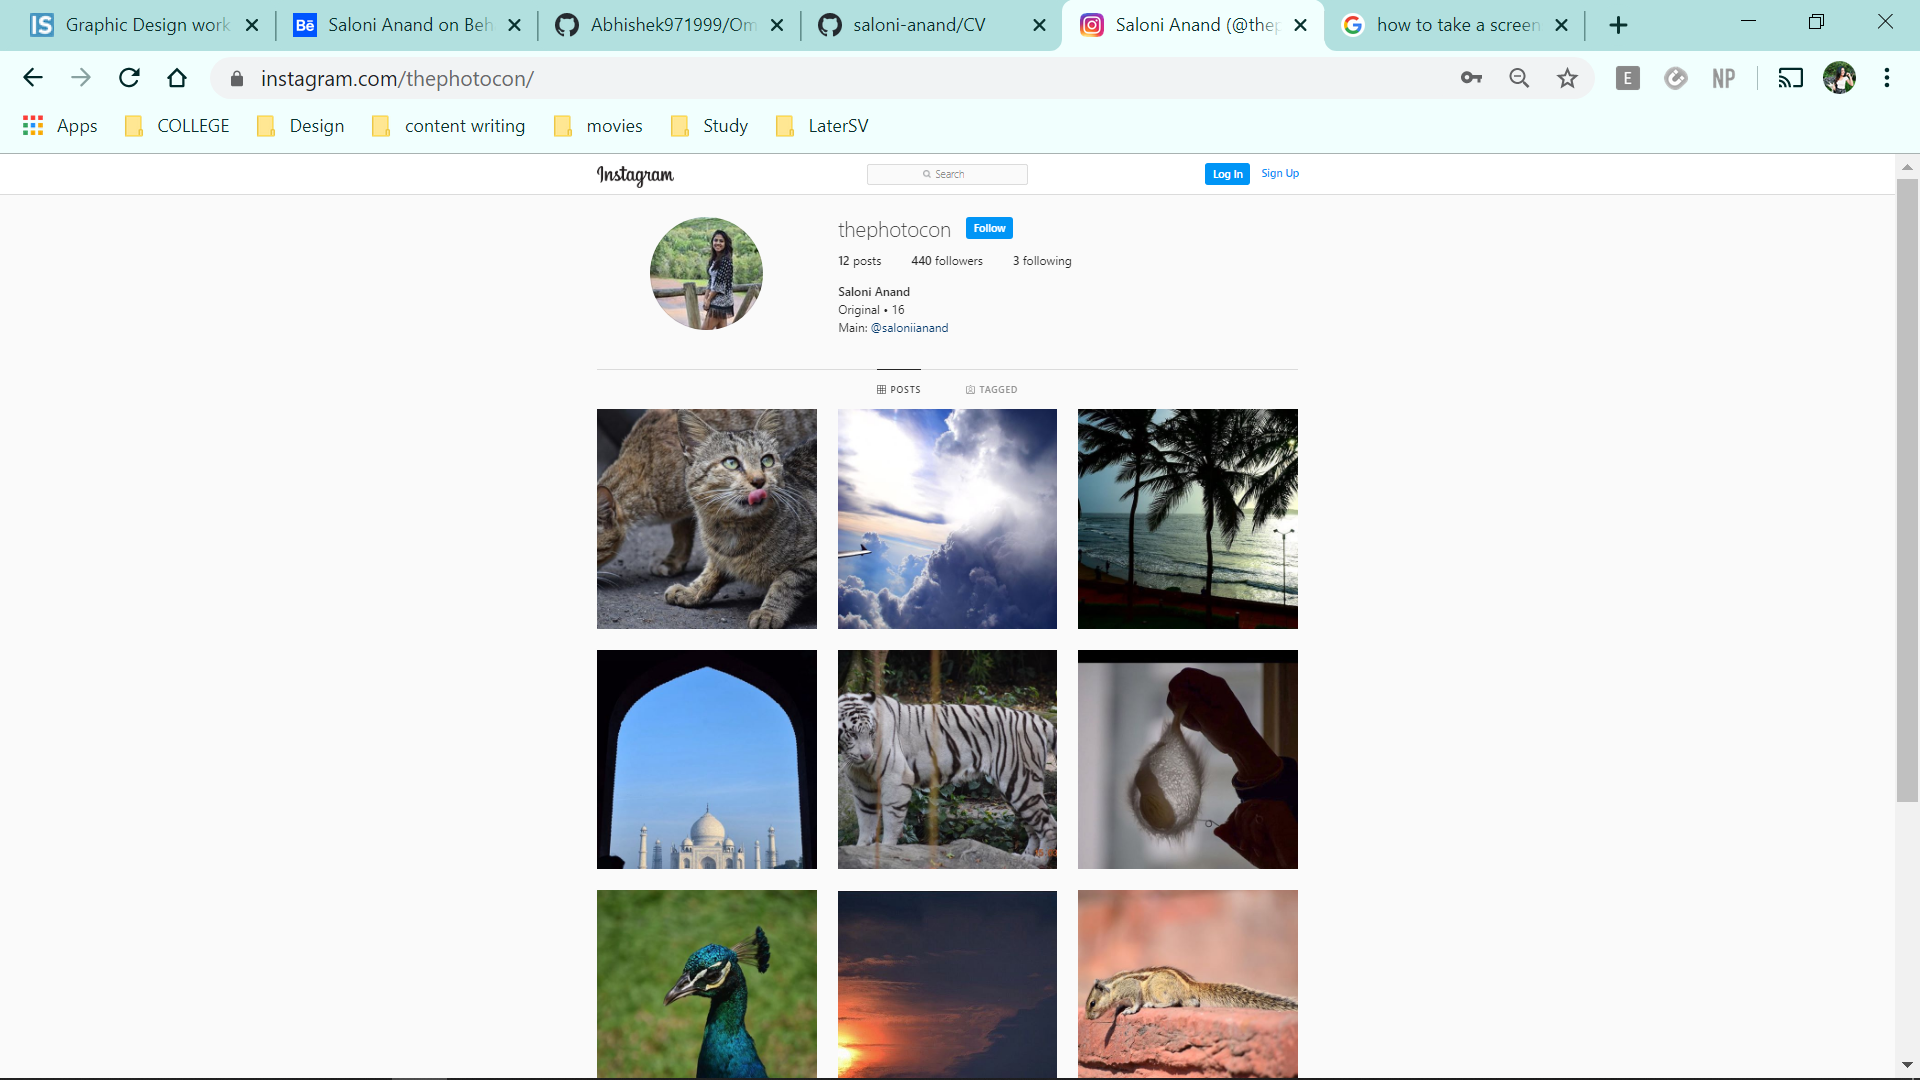 Graphic Design work
Saloni Anand on Beh
Abhishek971999/Om
saloni-anand/CV
Saloni Anand (@thep
how to take a screen
instagram.com/thephotocon/
E
NP
Apps
COLLEGE
Design
content writing
movies
Study
LaterSV
Instagram
Search
Log In
Sign Up
thephotocon
Follow
12 posts 440 followers 3 following
Saloni Anand
Original • 16
Main: @saloniianand
POSTS
TAGGED